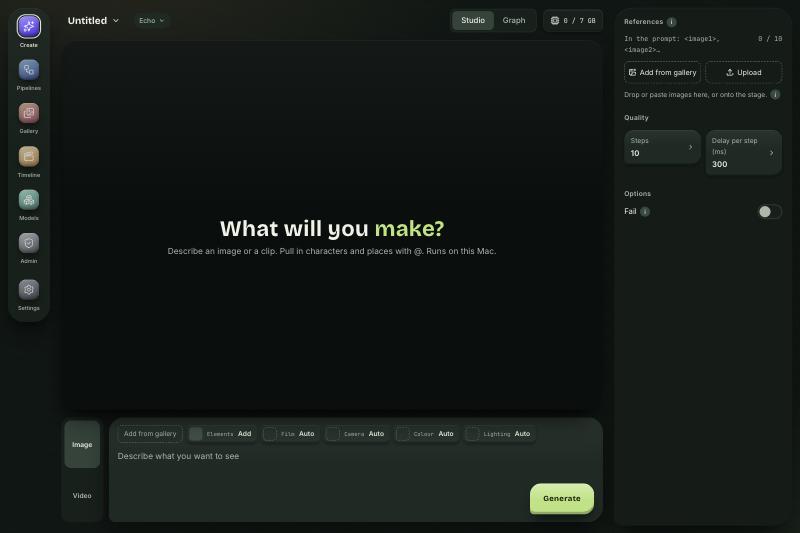 Untitled
Echo
Studio
Graph
0 / 7 GB
Create
Pipelines
Gallery
Timeline
Models
Admin
Settings
What will you make?
Describe an image or a clip. Pull in characters and places with @. Runs on this Mac.
Image
Video
Add from gallery
Elements Add
Film Auto
Camera Auto
Colour Auto
Lighting Auto
Describe what you want to see
Generate
References i
In the prompt: <image1>, 0 / 10
<image2>…
Add from gallery
Upload
Drop or paste images here, or onto the stage. i
Quality
Steps
10
Delay per step
(ms)
300
Options
Fail i